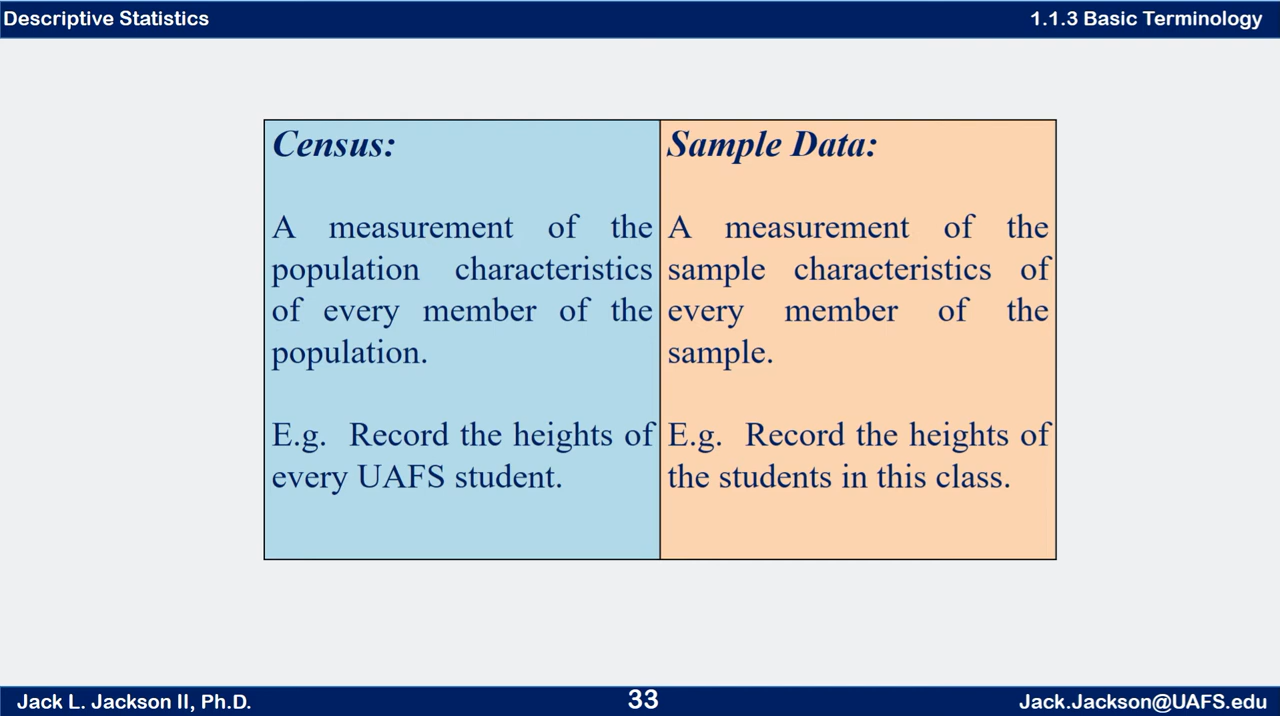 Descriptive Statistics
1.1.3 Basic Terminology
Census:
A measurement of the
population characteristics
of every member of the
population.
E.g. Record the heights of
every UAFS student.
Sample Data:
A measurement of the
sample characteristics of
every member of the
sample.
E.g. Record the heights of
the students in this class.
Jack L. Jackson II, Ph.D.
33
Jack.Jackson@UAFS.edu